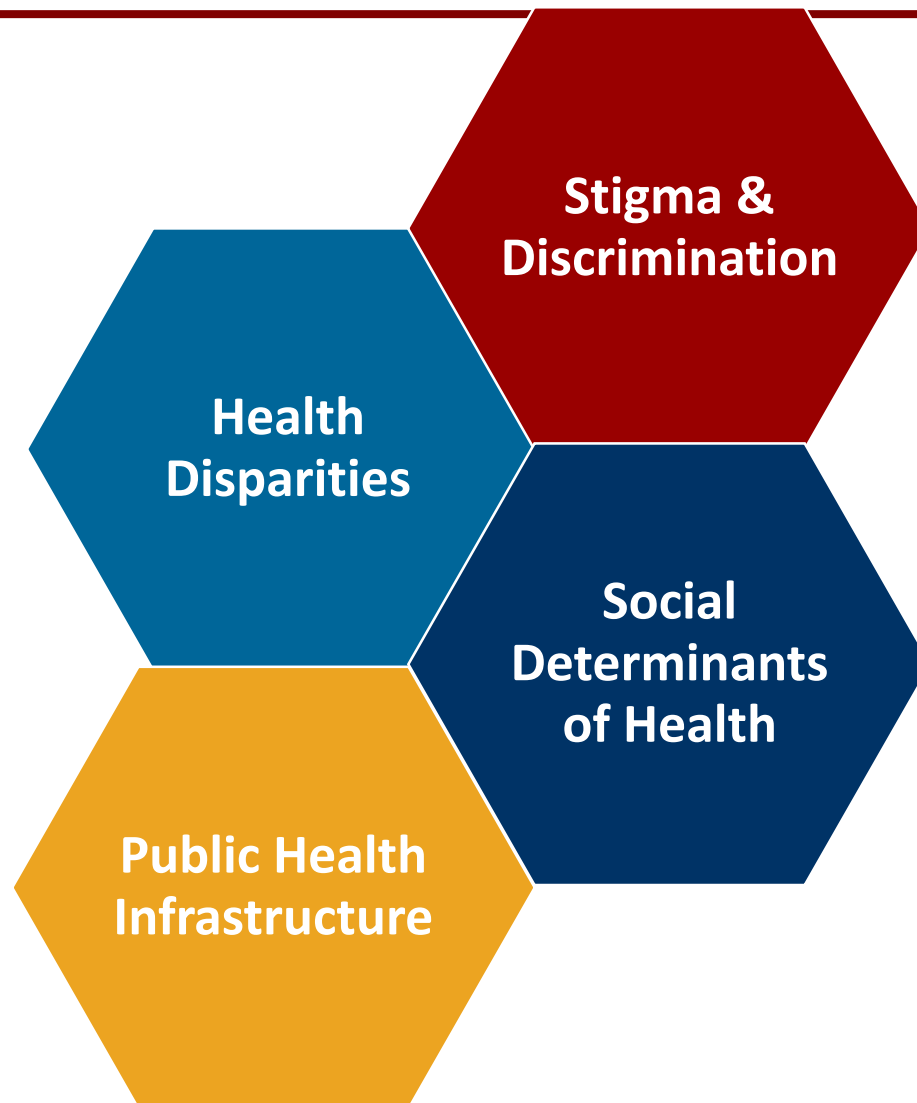 Stigma &
Discrimination
Health
Disparities
Social
Determinants
of Health
Public Health
Infrastructure